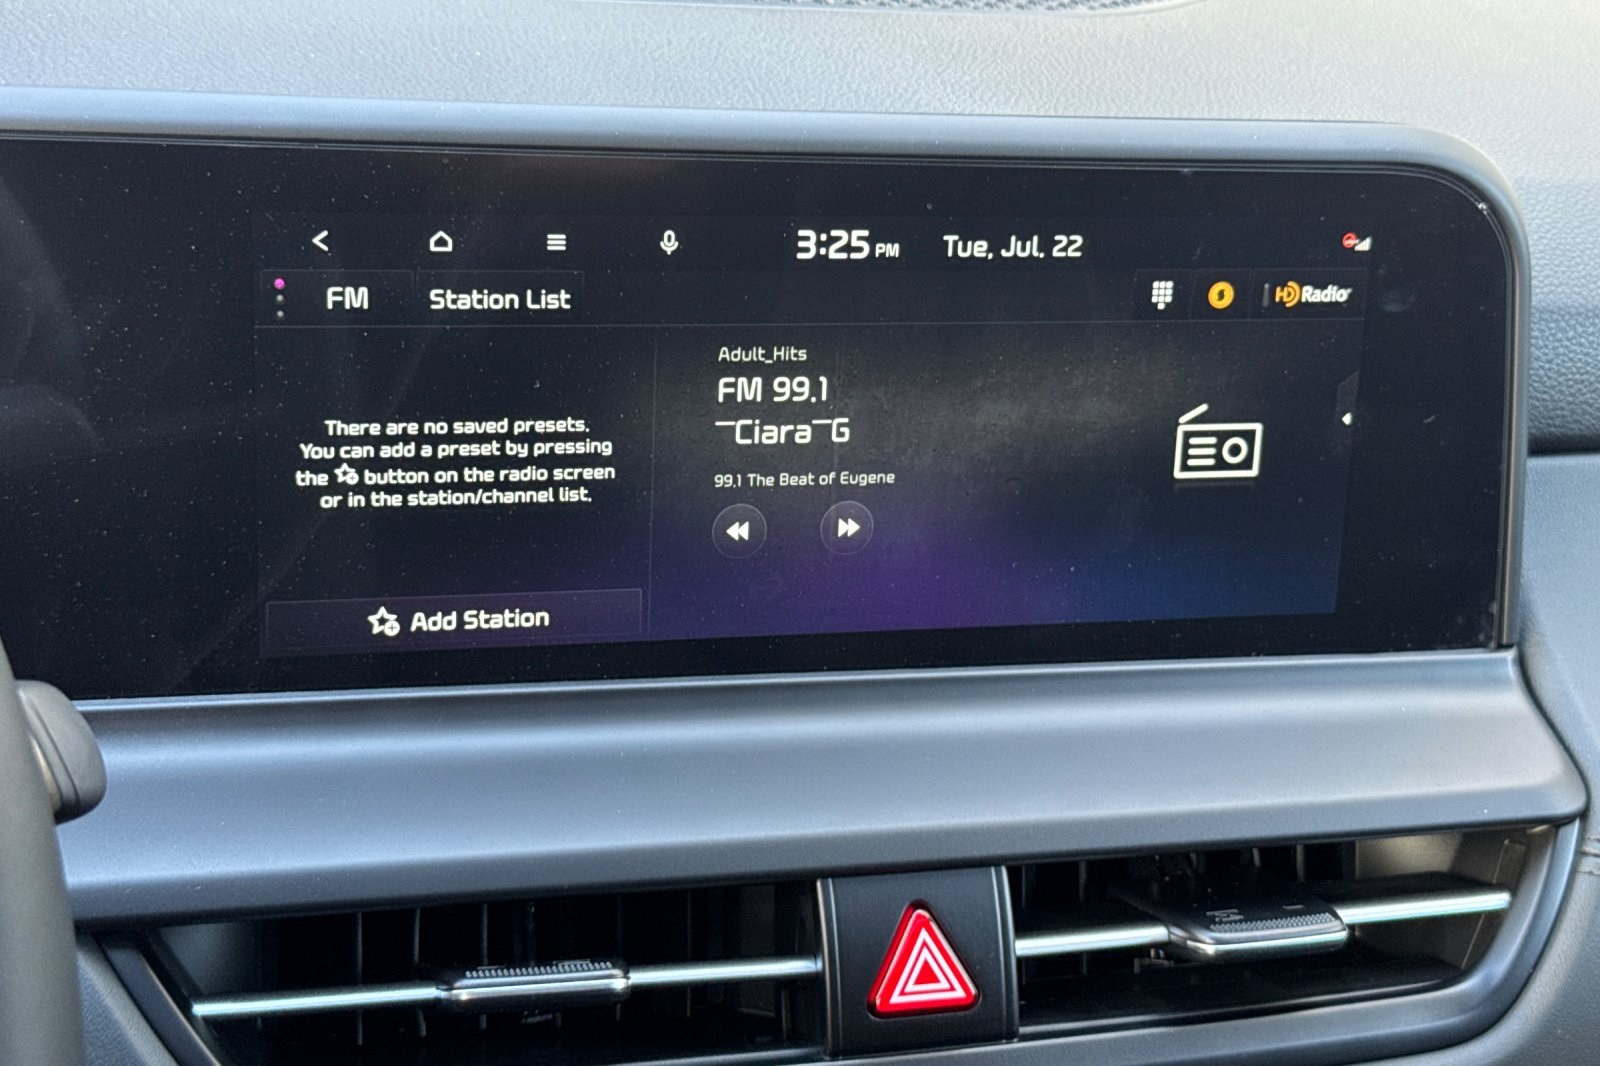 3:25 PM Tue, Jul. 22
FM Station List HD Radio
Adult_Hits
FM 99.1
¯Ciara¯G
99.1 The Beat of Eugene
There are no saved presets.
You can add a preset by pressing
the button on the radio screen
or in the station/channel list.
Add Station